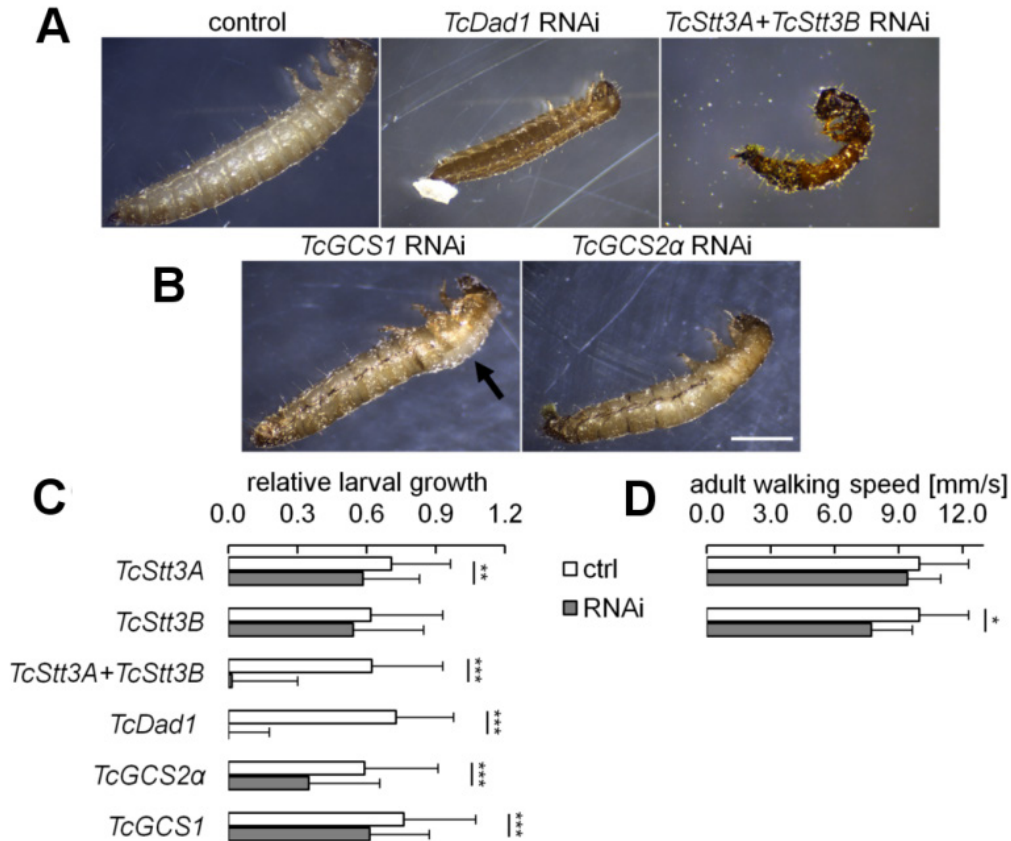 A
control
TcDad1 RNAi
TcStt3A+TcStt3B RNAi
B
TcGCS1 RNAi
TcGCS2α RNAi
C
relative larval growth
0.0 0.3 0.6 0.9 1.2
TcStt3A
**
TcStt3B
TcStt3A+TcStt3B
***
TcDad1
***
TcGCS2α
***
TcGCS1
***
ctrl
RNAi
D
adult walking speed [mm/s]
0.0 3.0 6.0 9.0 12.0
*